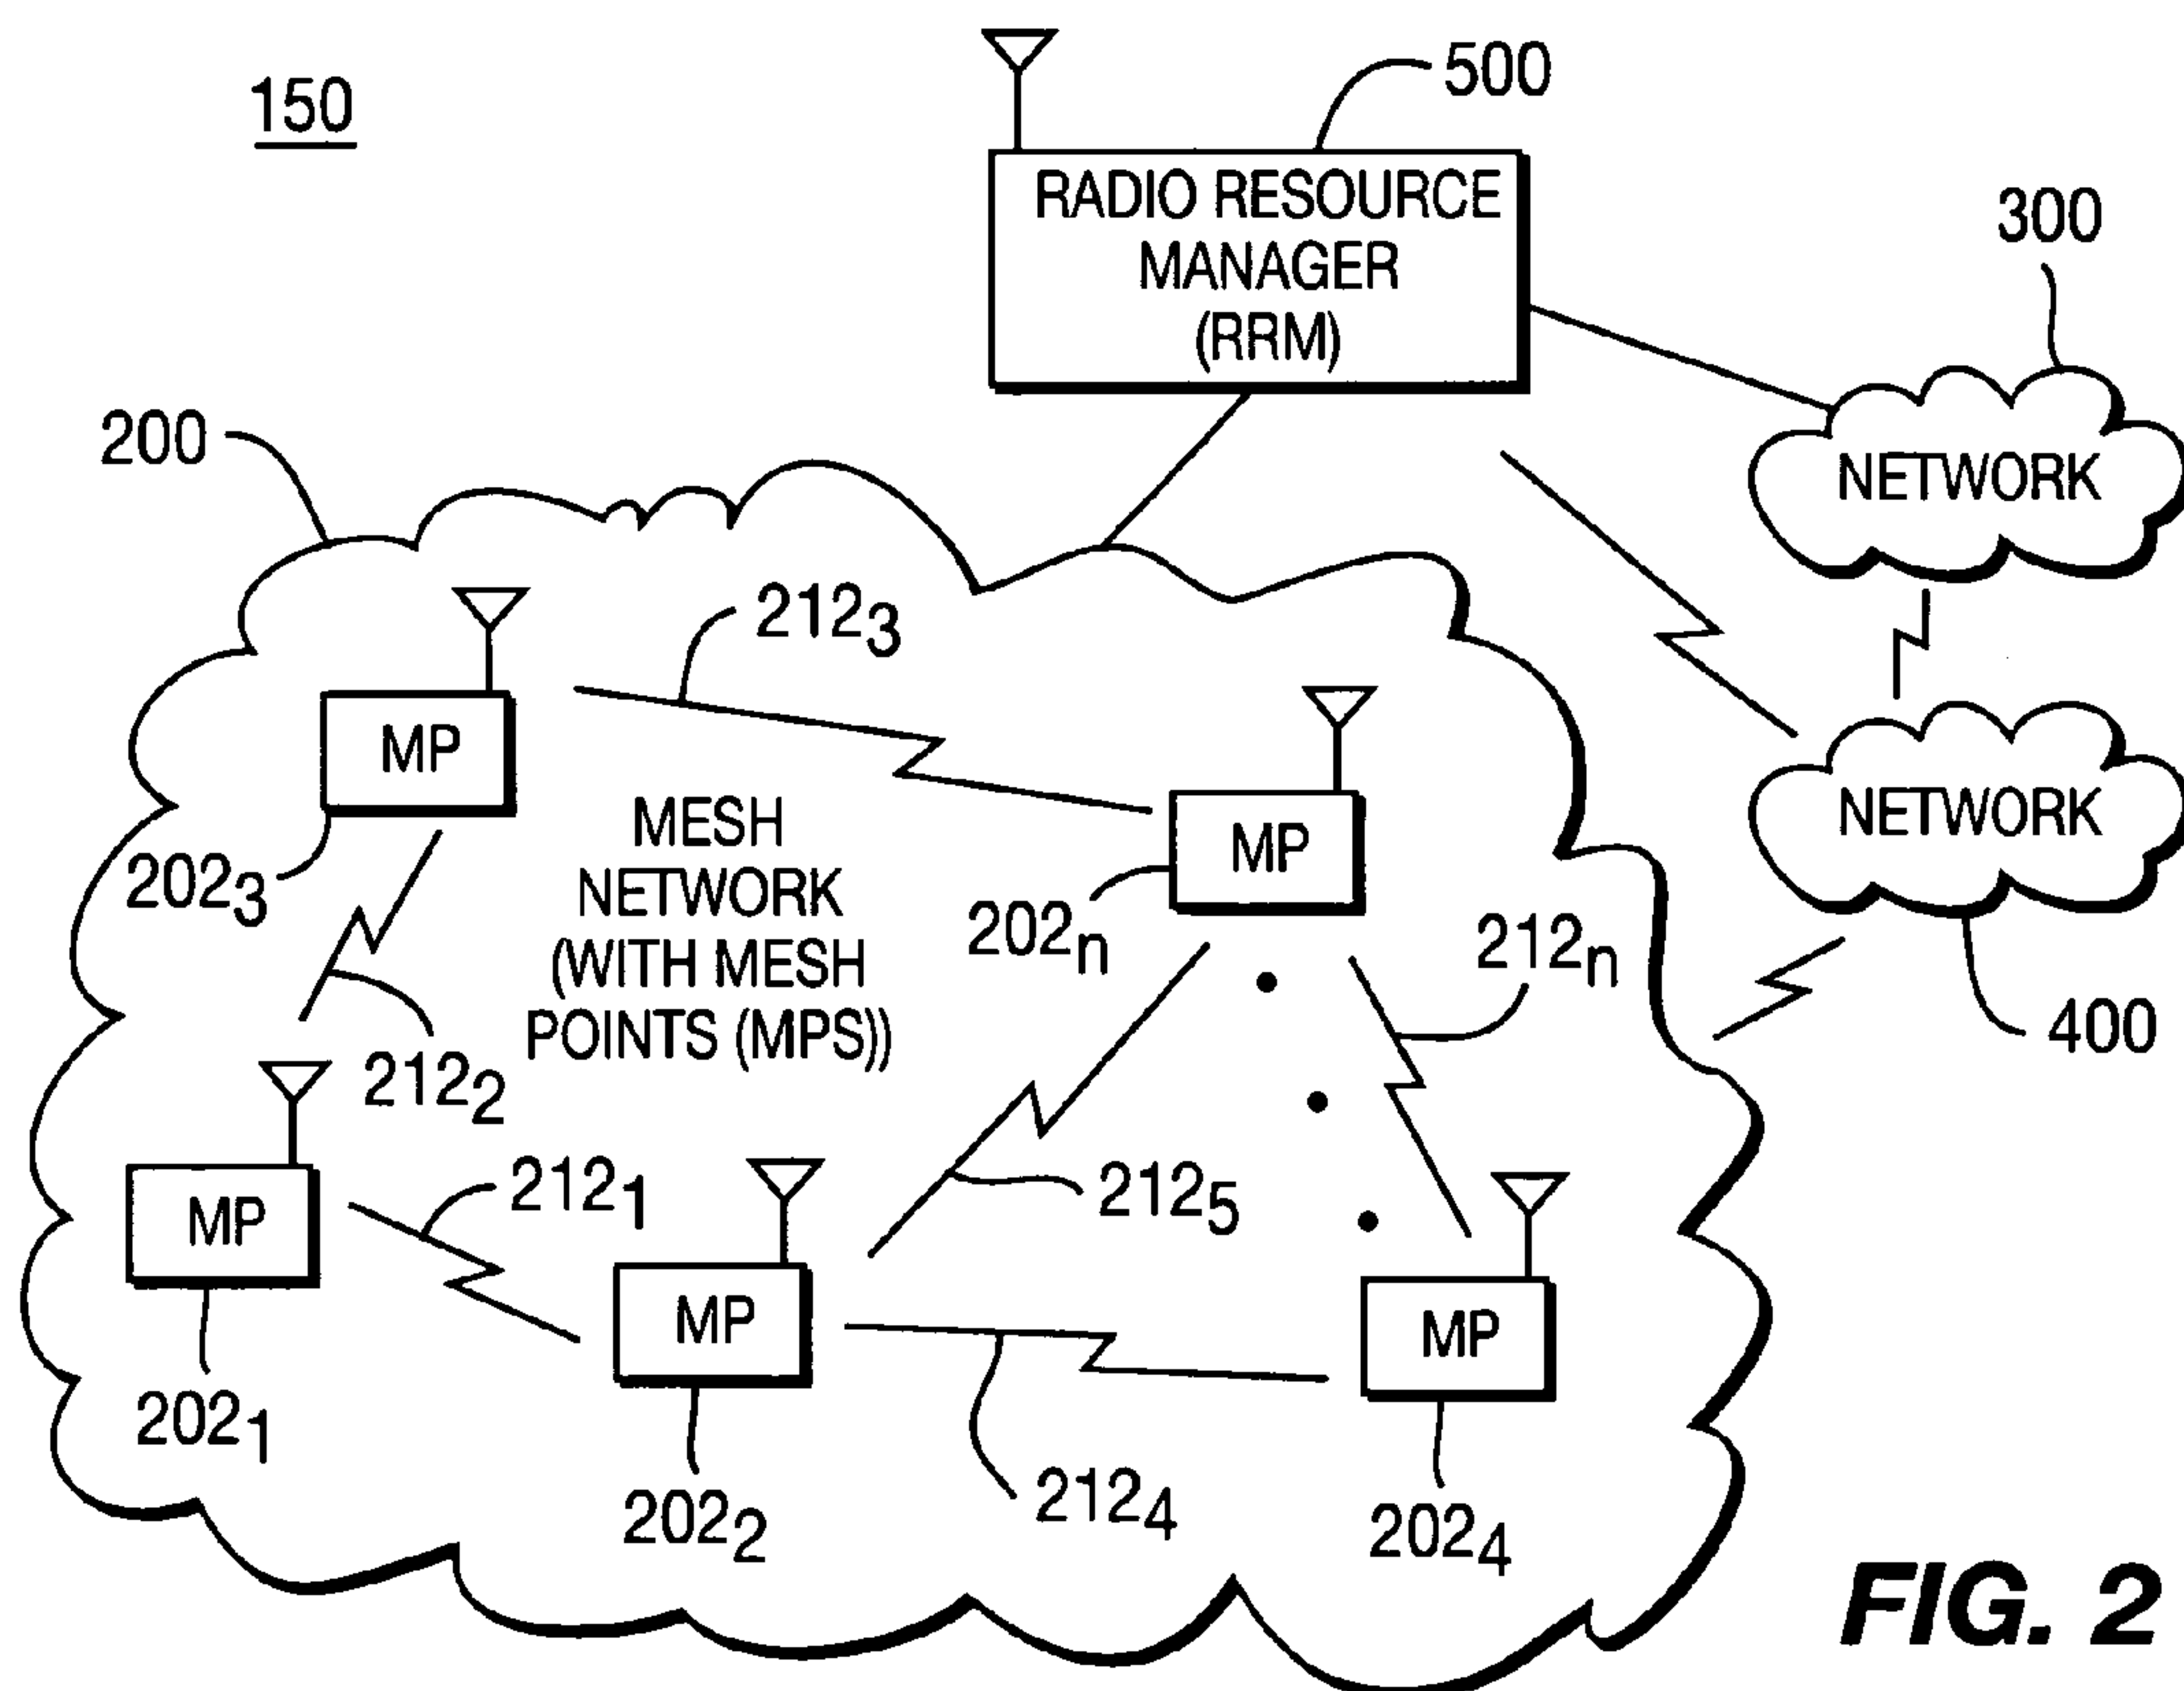 150
500
RADIO RESOURCE
MANAGER
(RRM)
300
200
NETWORK
212₃
MP
NETWORK
MP
MESH
NETWORK
(WITH MESH
POINTS (MPS))
202₃
202ₙ
212ₙ
400
212₂
212₁
212₅
MP
MP
MP
202₁
202₂
212₄
202₄
FIG. 2